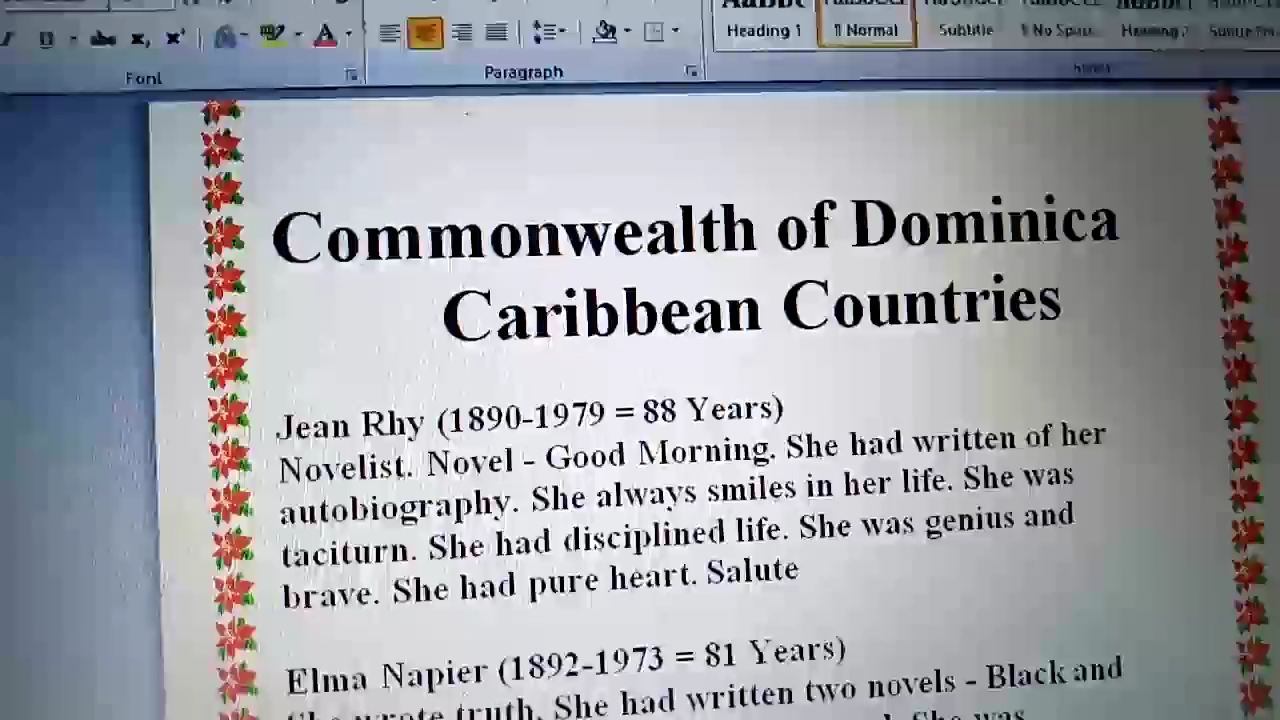 Heading 1 ¶ Normal Subtitle ¶ No Spac...
Font Paragraph
Commonwealth of Dominica
Caribbean Countries
Jean Rhy (1890-1979 = 88 Years)
Novelist. Novel - Good Morning. She had written of her
autobiography. She always smiles in her life. She was
taciturn. She had disciplined life. She was genius and
brave. She had pure heart. Salute
Elma Napier (1892-1973 = 81 Years)
wrote truth. She had written two novels - Black and
She was